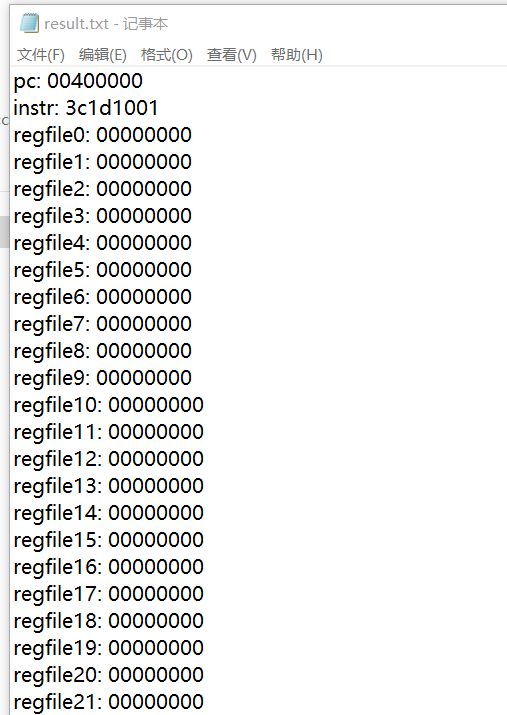 result.txt - 记事本
文件(F) 编辑(E) 格式(O) 查看(V) 帮助(H)
pc: 00400000
instr: 3c1d1001
regfile0: 00000000
regfile1: 00000000
regfile2: 00000000
regfile3: 00000000
regfile4: 00000000
regfile5: 00000000
regfile6: 00000000
regfile7: 00000000
regfile8: 00000000
regfile9: 00000000
regfile10: 00000000
regfile11: 00000000
regfile12: 00000000
regfile13: 00000000
regfile14: 00000000
regfile15: 00000000
regfile16: 00000000
regfile17: 00000000
regfile18: 00000000
regfile19: 00000000
regfile20: 00000000
regfile21: 00000000